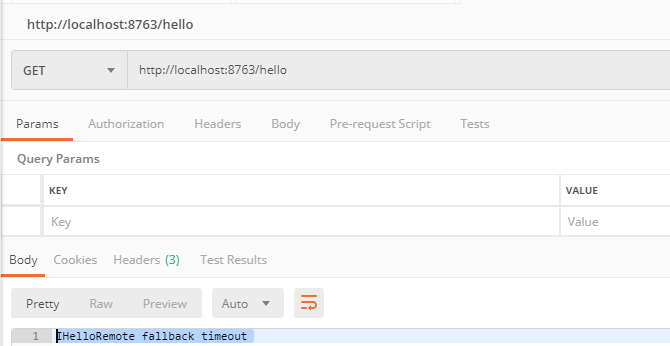 http://localhost:8763/hello
GET http://localhost:8763/hello
Params Authorization Headers Body Pre-request Script Tests
Query Params
KEY VALUE
Key Value
Body Cookies Headers (3) Test Results
Pretty Raw Preview Auto
1 IHelloRemote fallback timeout